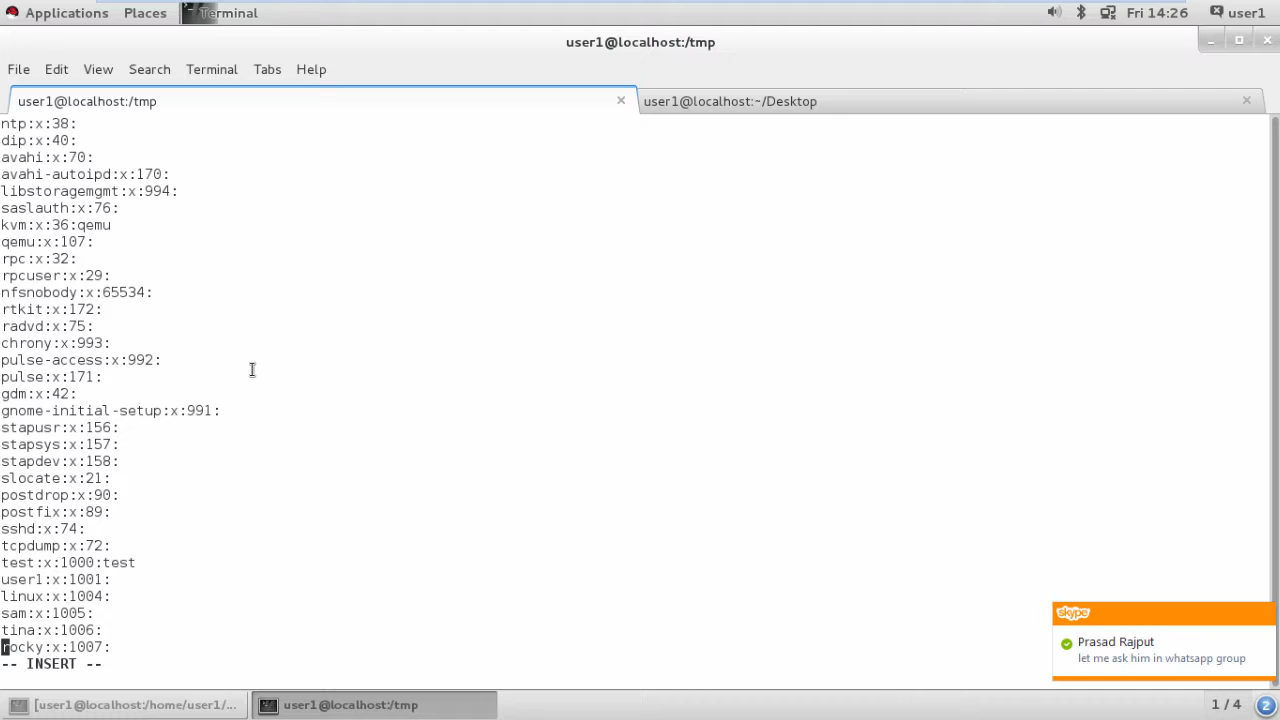 Applications Places Terminal Fri 14:26 user1
user1@localhost:/tmp
File Edit View Search Terminal Tabs Help
user1@localhost:/tmp user1@localhost:~/Desktop
ntp:x:38:
dip:x:40:
avahi:x:70:
avahi-autoipd:x:170:
libstoragemgmt:x:994:
saslauth:x:76:
kvm:x:36:qemu
qemu:x:107:
rpc:x:32:
rpcuser:x:29:
nfsnobody:x:65534:
rtkit:x:172:
radvd:x:75:
chrony:x:993:
pulse-access:x:992:
pulse:x:171:
gdm:x:42:
gnome-initial-setup:x:991:
stapusr:x:156:
stapsys:x:157:
stapdev:x:158:
slocate:x:21:
postdrop:x:90:
postfix:x:89:
sshd:x:74:
tcpdump:x:72:
test:x:1000:test
user1:x:1001:
linux:x:1004:
sam:x:1005:
tina:x:1006:
rocky:x:1007:
-- INSERT --
skype
Prasad Rajput
let me ask him in whatsapp group
[user1@localhost:/home/user1/... user1@localhost:/tmp 1 / 4 2